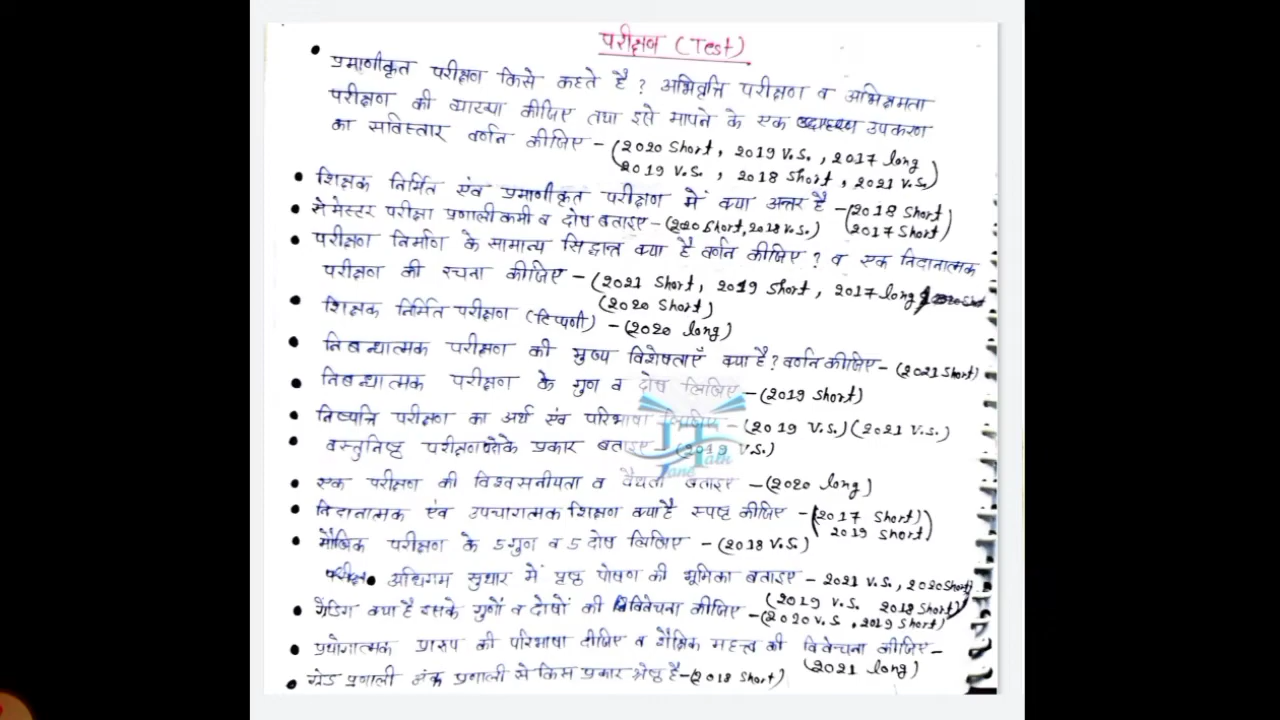 परीक्षण (Test)
• प्रमाणीकृत परीक्षण किसे कहते है ? अभिवृत्ति परीक्षण व अभिक्षमता
परीक्षण की व्याख्या कीजिए तथा इसे मापने के एक उपकरण
का सविस्तार वर्णन कीजिए - (2020 Short, 2019 V.S., 2017 long)
(2019 V.S., 2018 Short, 2021 V.S.)
• शिक्षक निर्मित एंव प्रमाणीकृत परीक्षण में क्या अन्तर है - (2018 Short)
(2017 Short)
• सेमेस्टर परीक्षा प्रणाली कमी व दोष बताइए - (2020 Short, 2018 V.S.)
• परीक्षण निर्माण के सामान्य सिद्धान्त क्या है वर्णन कीजिए ? व एक निदानात्मक
परीक्षण की रचना कीजिए - (2021 Short, 2019 Short, 2017 long)
(2020 Short)
• शिक्षक निर्मित परीक्षण (टिप्पणी) - (2020 long)
• निबन्धात्मक परीक्षण की मुख्य विशेषताएँ क्या है ? वर्णन कीजिए - (2021 Short)
• निबन्धात्मक परीक्षण के गुण व दोष लिखिए - (2019 Short)
• निष्पत्ति परीक्षण का अर्थ एंव परिभाषा लिखिए - (2019 V.S.) (2021 V.S.)
• वस्तुनिष्ठ परीक्षण के प्रकार बताइए - (2019 V.S.)
• एक परीक्षण की विश्वसनीयता व वैधता बताइए - (2020 long)
• निदानात्मक एंव उपचारात्मक शिक्षण क्या है स्पष्ट कीजिए - (2017 Short)
2019 Short)
• मौखिक परीक्षण के 5 गुण व 5 दोष लिखिए - (2018 V.S.)
• अधिगम सुधार में पृष्ठ पोषण की भूमिका बताइए - 2021 V.S., 2020 Short)
(2019 V.S. 2018 Short)
• ग्रेडिंग क्या है इसके गुणों व दोषों की विवेचना कीजिए - (2020 V.S, 2019 Short)
• प्रयोगात्मक प्रारूप की परिभाषा दीजिए व शैक्षिक महत्त्व की विवेचना कीजिए -
(2021 long)
• ग्रेड प्रणाली अंक प्रणाली से किस प्रकार श्रेष्ठ है - (2018 Short)